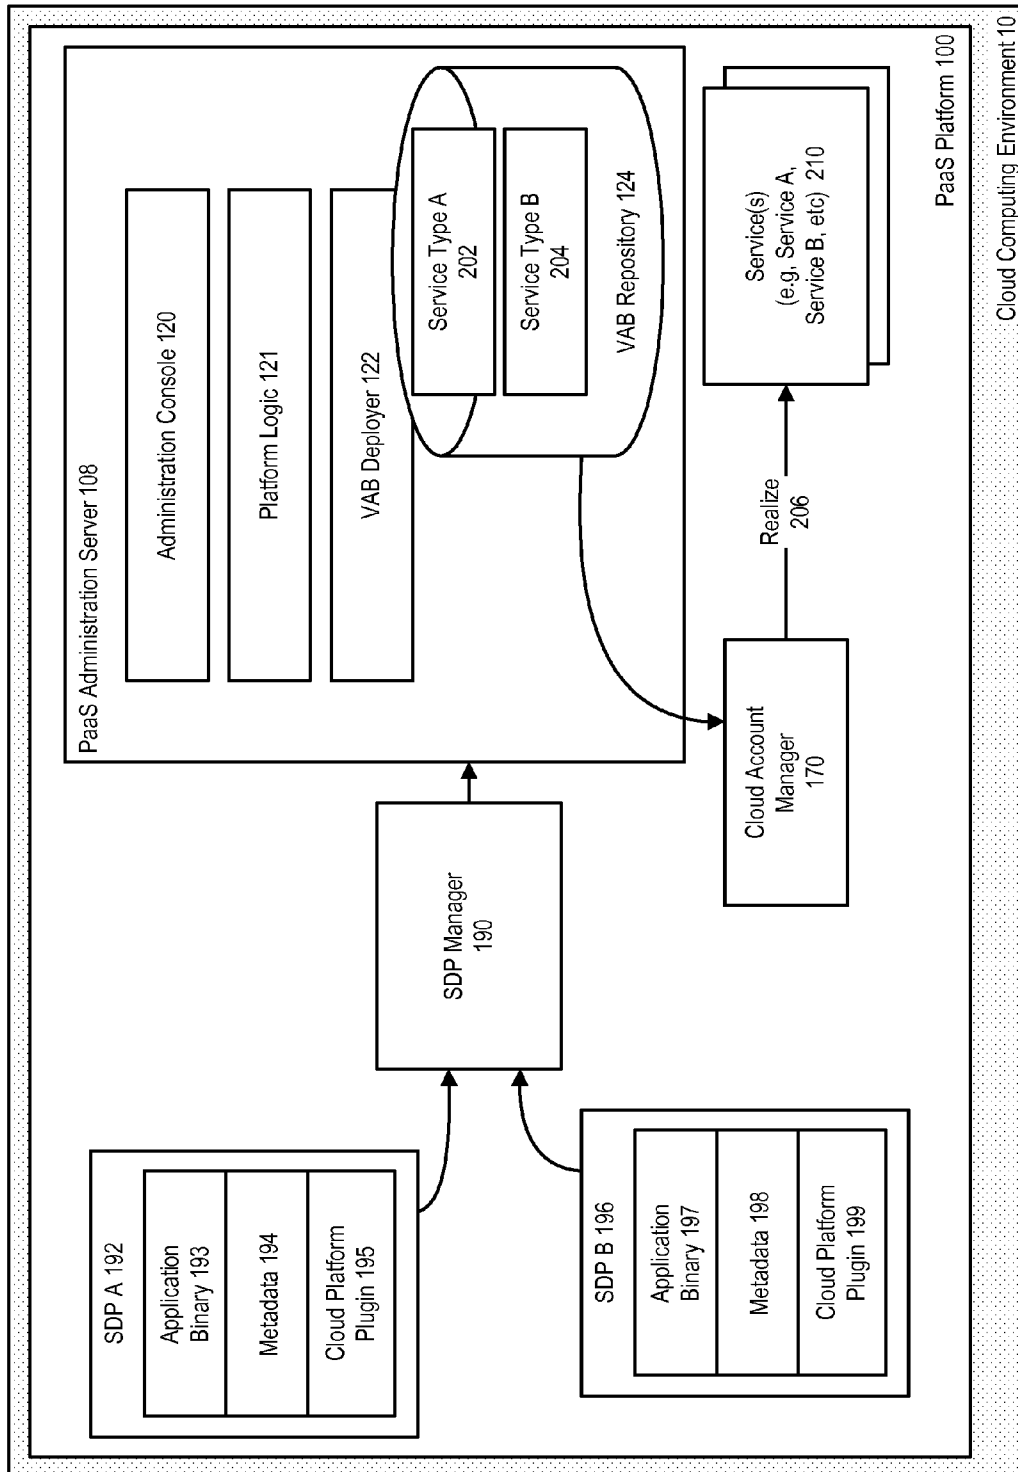 SDP A 192
Application
Binary 193
Metadata 194
Cloud Platform
Plugin 195
SDP B 196
Application
Binary 197
Metadata 198
Cloud Platform
Plugin 199
SDP Manager
190
PaaS Administration Server 108
Administration Console 120
Platform Logic 121
VAB Deployer 122
Service Type A
202
Service Type B
204
VAB Repository 124
Cloud Account
Manager
170
Realize
206
Service(s)
(e.g, Service A,
Service B, etc) 210
PaaS Platform 100
Cloud Computing Environment 10